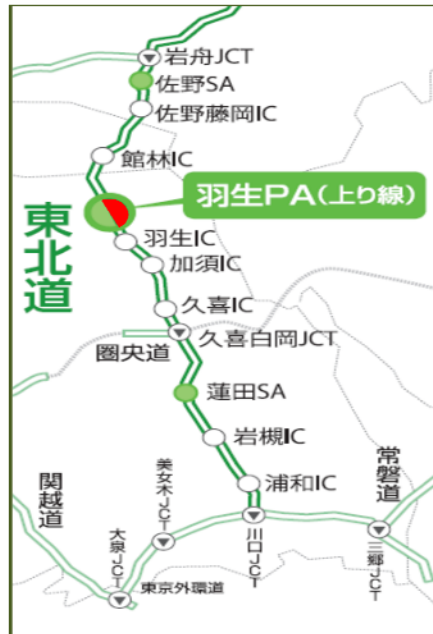 岩舟JCT
佐野SA
佐野藤岡IC
館林IC
羽生PA(上り線)
東北道
羽生IC
加須IC
久喜IC
久喜白岡JCT
圏央道
蓮田SA
岩槻IC
浦和IC
関越道
美女木JCT
常磐道
大泉JCT
川口JCT
三郷JCT
東京外環道